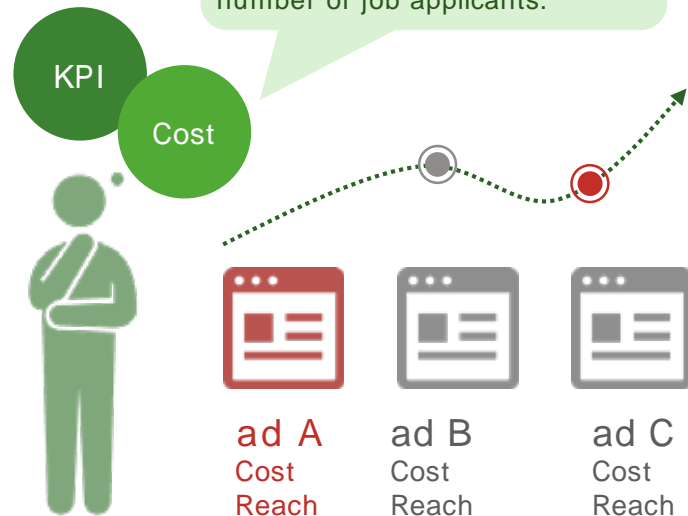 number of job applicants.
KPI
Cost
ad A
Cost
Reach
ad B
Cost
Reach
ad C
Cost
Reach